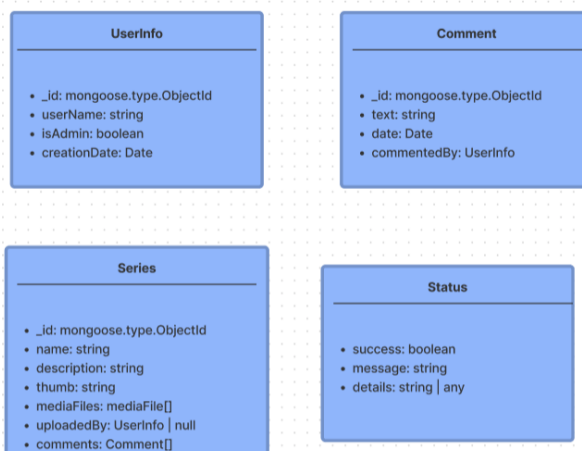 UserInfo
• _id: mongoose.type.ObjectId
• userName: string
• isAdmin: boolean
• creationDate: Date
Comment
• _id: mongoose.type.ObjectId
• text: string
• date: Date
• commentedBy: UserInfo
Series
• _id: mongoose.type.ObjectId
• name: string
• description: string
• thumb: string
• mediaFiles: mediaFile[]
• uploadedBy: UserInfo | null
• comments: Comment[]
Status
• success: boolean
• message: string
• details: string | any